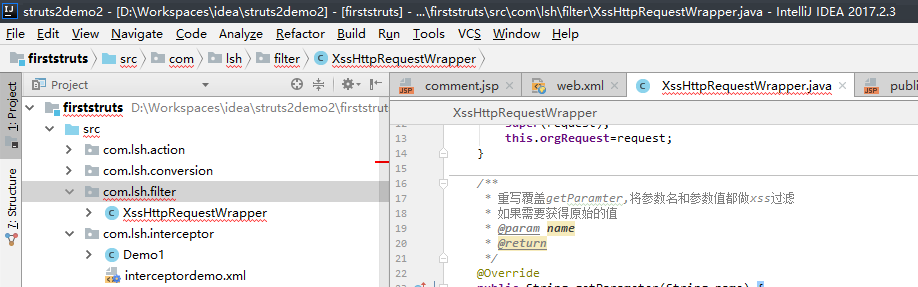 struts2demo2 - [D:\Workspaces\idea\struts2demo2] - [firststruts] - ...\firststruts\src\com\lsh\filter\XssHttpRequestWrapper.java - IntelliJ IDEA 2017.2.3
File Edit View Navigate Code Analyze Refactor Build Run Tools VCS Window Help
firststruts src com lsh filter XssHttpRequestWrapper
Project
comment.jsp web.xml XssHttpRequestWrapper.java publi
1: Project
7: Structure
firststruts D:\Workspaces\idea\struts2demo2\firststrut
src
com.lsh.action
com.lsh.conversion
com.lsh.filter
XssHttpRequestWrapper
com.lsh.interceptor
Demo1
interceptordemo.xml
XssHttpRequestWrapper
12 super(request);
13 this.orgRequest=request;
14 }
15
16 /**
17 * 重写覆盖getParamter,将参数名和参数值都做xss过滤
18 * 如果需要获得原始的值
19 * @param name
20 * @return
21 */
22 @Override
23 public String getParameter(String name) {